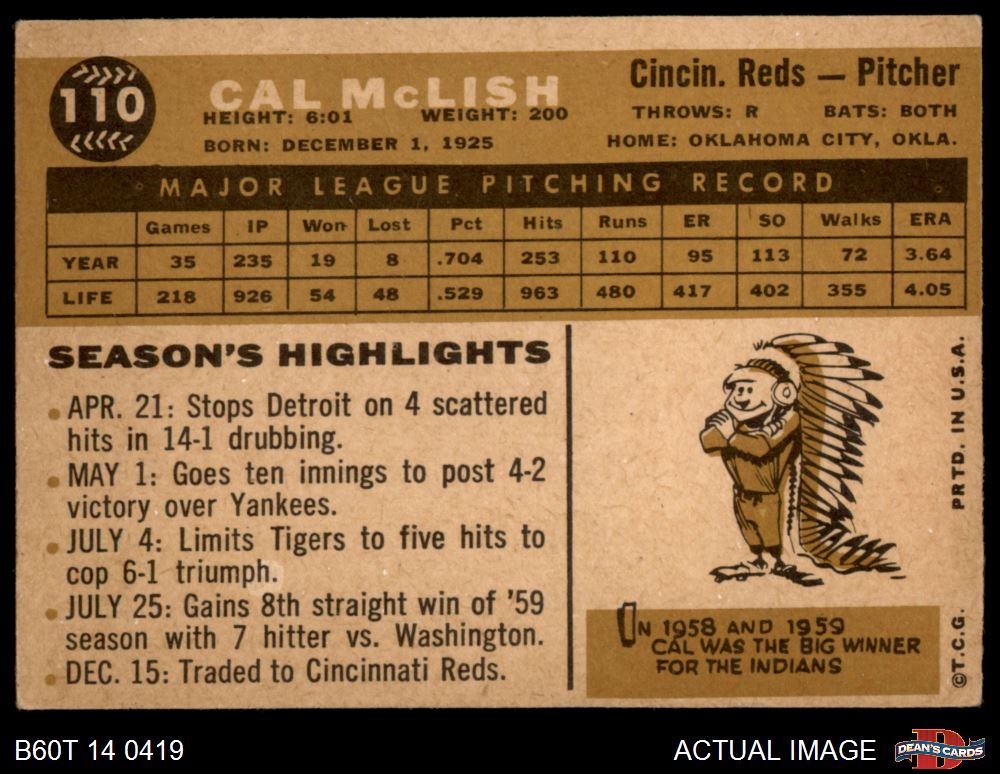 110
CAL McLISH
Cincin. Reds — Pitcher
HEIGHT: 6:01 WEIGHT: 200
THROWS: R BATS: BOTH
BORN: DECEMBER 1, 1925
HOME: OKLAHOMA CITY, OKLA.
MAJOR LEAGUE PITCHING RECORD
Games IP Won Lost Pct Hits Runs ER SO Walks ERA
YEAR 35 235 19 8 .704 253 110 95 113 72 3.64
LIFE 218 926 54 48 .529 963 480 417 402 355 4.05
SEASON'S HIGHLIGHTS
• APR. 21: Stops Detroit on 4 scattered
hits in 14-1 drubbing.
• MAY 1: Goes ten innings to post 4-2
victory over Yankees.
• JULY 4: Limits Tigers to five hits to
cop 6-1 triumph.
• JULY 25: Gains 8th straight win of '59
season with 7 hitter vs. Washington.
• DEC. 15: Traded to Cincinnati Reds.
IN 1958 AND 1959
CAL WAS THE BIG WINNER
FOR THE INDIANS
©T.C.G. PRTD. IN U.S.A.
B60T 14 0419
ACTUAL IMAGE
D
DEAN'S CARDS